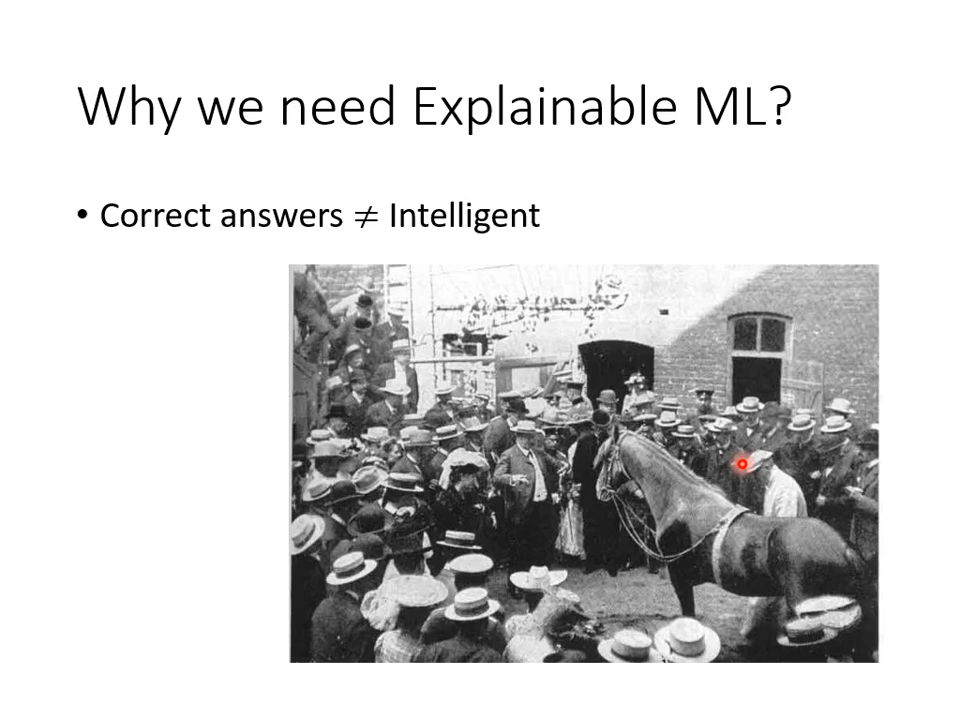 Why we need Explainable ML?
• Correct answers ≠ Intelligent